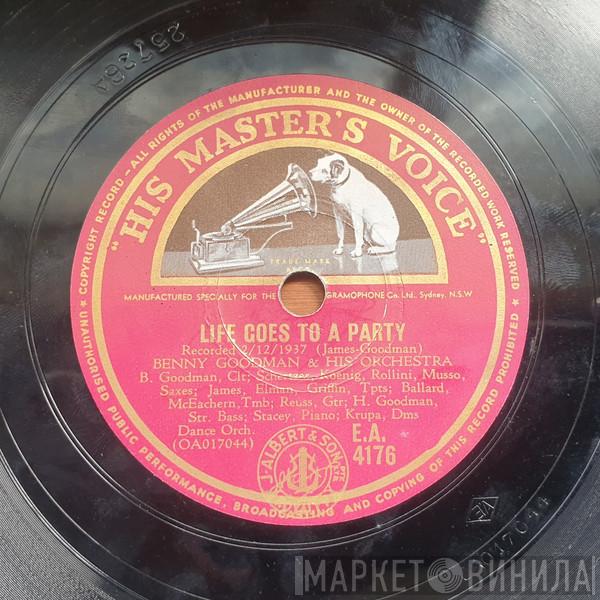 "HIS MASTER'S VOICE"
COPYRIGHT RECORD — ALL RIGHTS OF THE MANUFACTURER AND THE OWNER OF THE RECORDED WORK RESERVED
UNAUTHORISED PUBLIC PERFORMANCE, BROADCASTING AND COPYING OF THIS RECORD PROHIBITED
TRADE MARK
MANUFACTURED SPECIALLY FOR THE GRAMOPHONE Co. Ltd. Sydney, N.S.W
LIFE GOES TO A PARTY
Recorded 2/12/1937 (James-Goodman)
BENNY GOODMAN & HIS ORCHESTRA
B. Goodman, Clt; Schertzer, Koenig, Rollini, Musso,
Saxes; James, Elman, Griffin, Tpts; Ballard,
McEachern, Tmb; Reuss, Gtr; H. Goodman,
Str. Bass; Stacey, Piano; Krupa, Dms
Dance Orch.
(OA017044)
E.A.
4176
J. ALBERT & SON PTY
МАРКЕТ ВИНИЛА